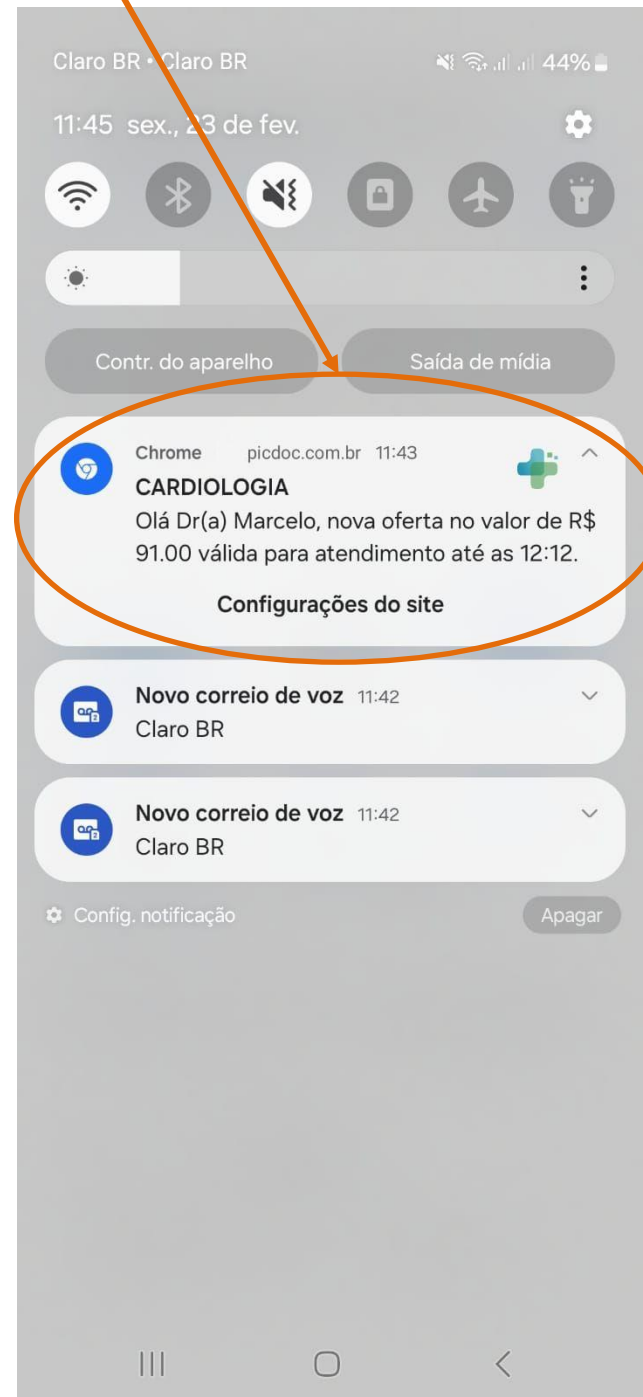 Claro BR • Claro BR 44%
11:45 sex., 23 de fev.
Contr. do aparelho Saída de mídia
Chrome picdoc.com.br 11:43
CARDIOLOGIA
Olá Dr(a) Marcelo, nova oferta no valor de R$
91.00 válida para atendimento até as 12:12.
Configurações do site
Novo correio de voz 11:42
Claro BR
Novo correio de voz 11:42
Claro BR
Config. notificação Apagar